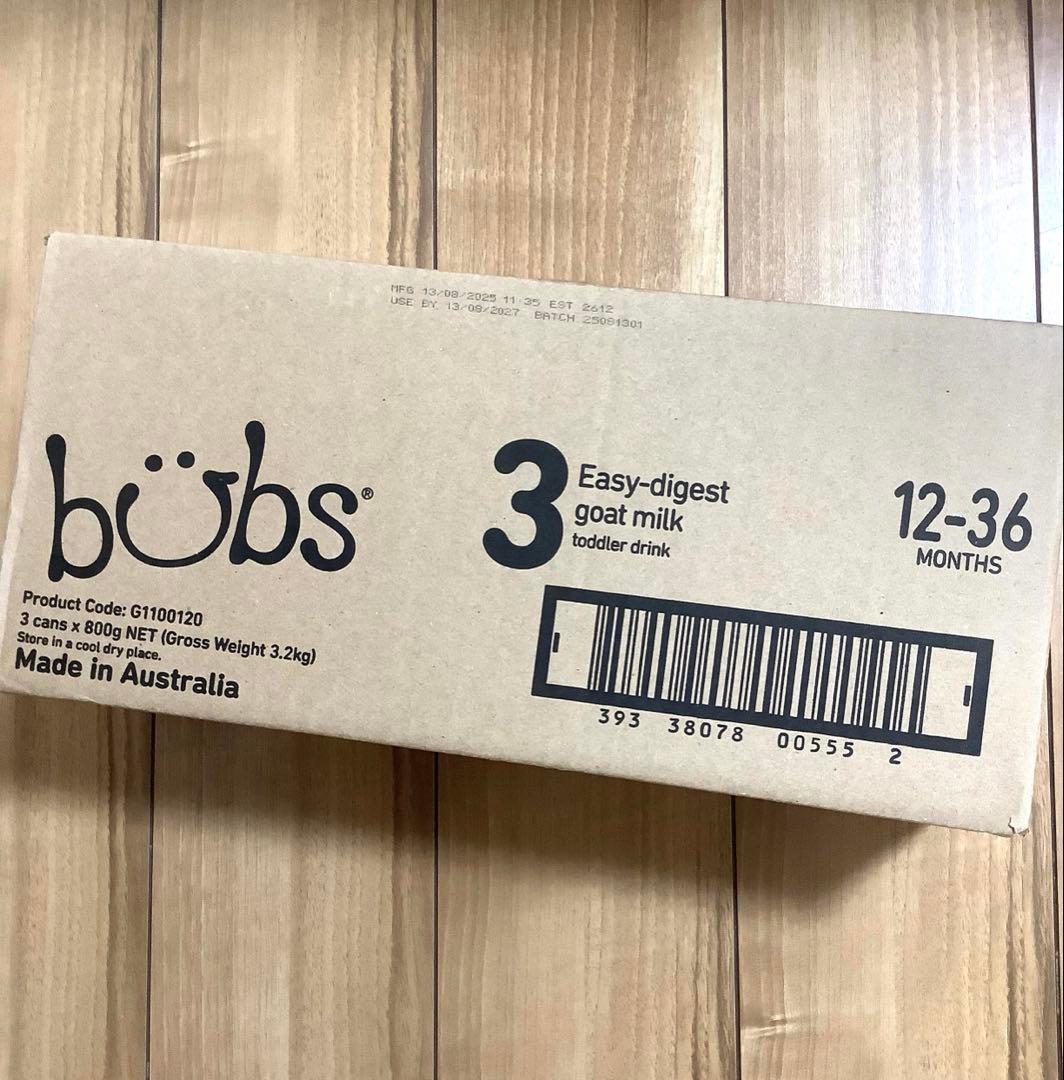 MFG 13/08/2025 11:35 EST 2612
USE BY 13/08/2027 BATCH 25081301
bubs®
3
Easy-digest
goat milk
toddler drink
12-36
MONTHS
Product Code: G1100120
3 cans x 800g NET (Gross Weight 3.2kg)
Store in a cool dry place.
Made in Australia
393 38078 00555 2